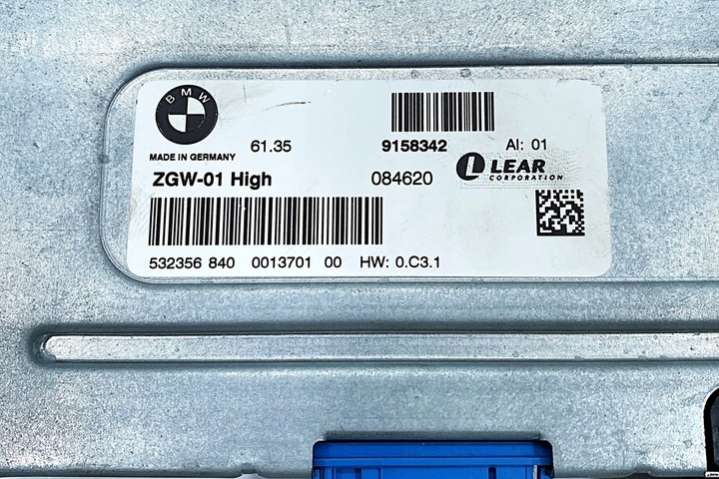 BMW
MADE IN GERMANY
61.35 9158342 AI: 01
ZGW-01 High 084620 LEAR
CORPORATION
532356 840 0013701 00 HW: 0.C3.1